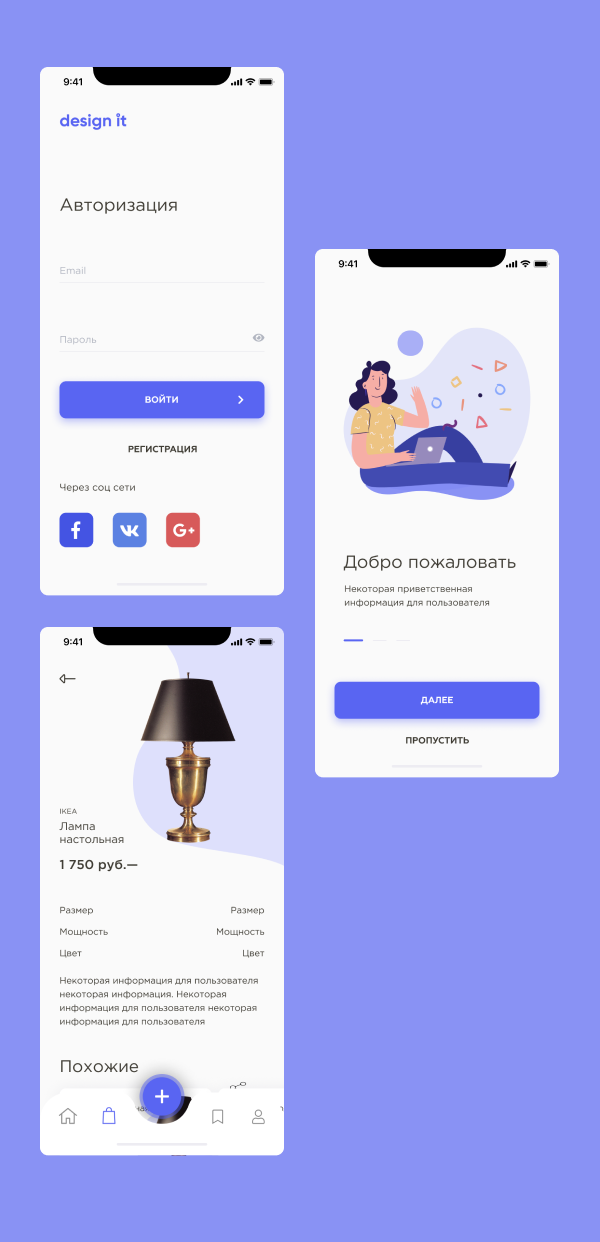 9:41
design it
Авторизация
Email
Пароль
ВОЙТИ
РЕГИСТРАЦИЯ
Через соц сети
f
G+
9:41
Добро пожаловать
Некоторая приветственная
информация для пользователя
ДАЛЕЕ
ПРОПУСТИТЬ
9:41
IKEA
Лампа
настольная
1 750 руб.—
Размер Размер
Мощность Мощность
Цвет Цвет
Некоторая информация для пользователя
некоторая информация. Некоторая
информация для пользователя некоторая
информация для пользователя
Похожие